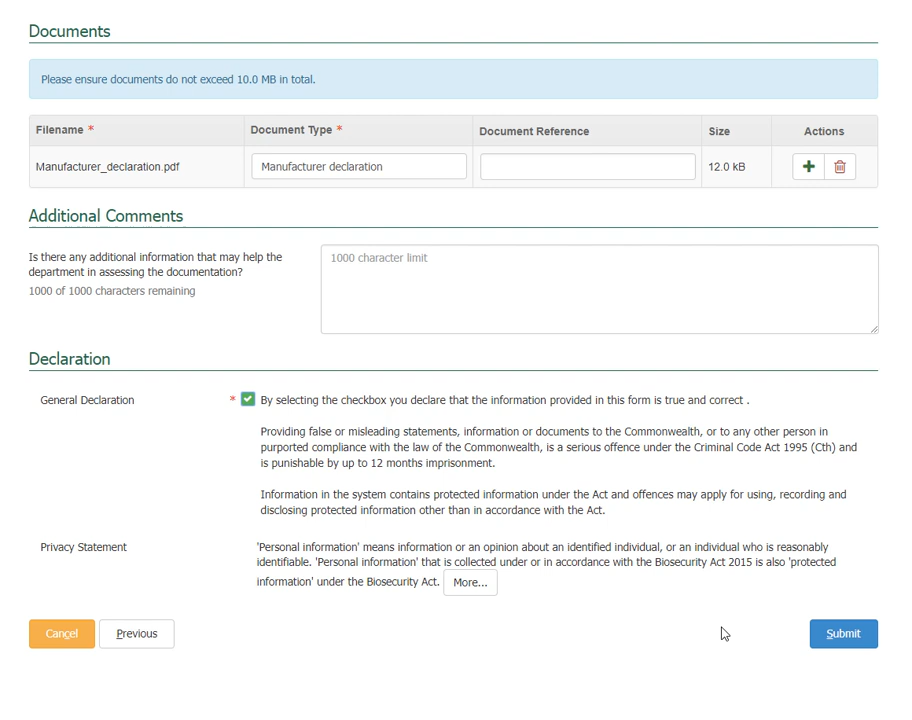 Documents
Please ensure documents do not exceed 10.0 MB in total.
Filename * Document Type * Document Reference Size Actions
Manufacturer_declaration.pdf Manufacturer declaration 12.0 kB
Additional Comments
Is there any additional information that may help the
department in assessing the documentation?
1000 of 1000 characters remaining
1000 character limit
Declaration
General Declaration * By selecting the checkbox you declare that the information provided in this form is true and correct .
Providing false or misleading statements, information or documents to the Commonwealth, or to any other person in
purported compliance with the law of the Commonwealth, is a serious offence under the Criminal Code Act 1995 (Cth) and
is punishable by up to 12 months imprisonment.
Information in the system contains protected information under the Act and offences may apply for using, recording and
disclosing protected information other than in accordance with the Act.
Privacy Statement 'Personal information' means information or an opinion about an identified individual, or an individual who is reasonably
identifiable. 'Personal information' that is collected under or in accordance with the Biosecurity Act 2015 is also 'protected
information' under the Biosecurity Act. More...
Cancel Previous Submit